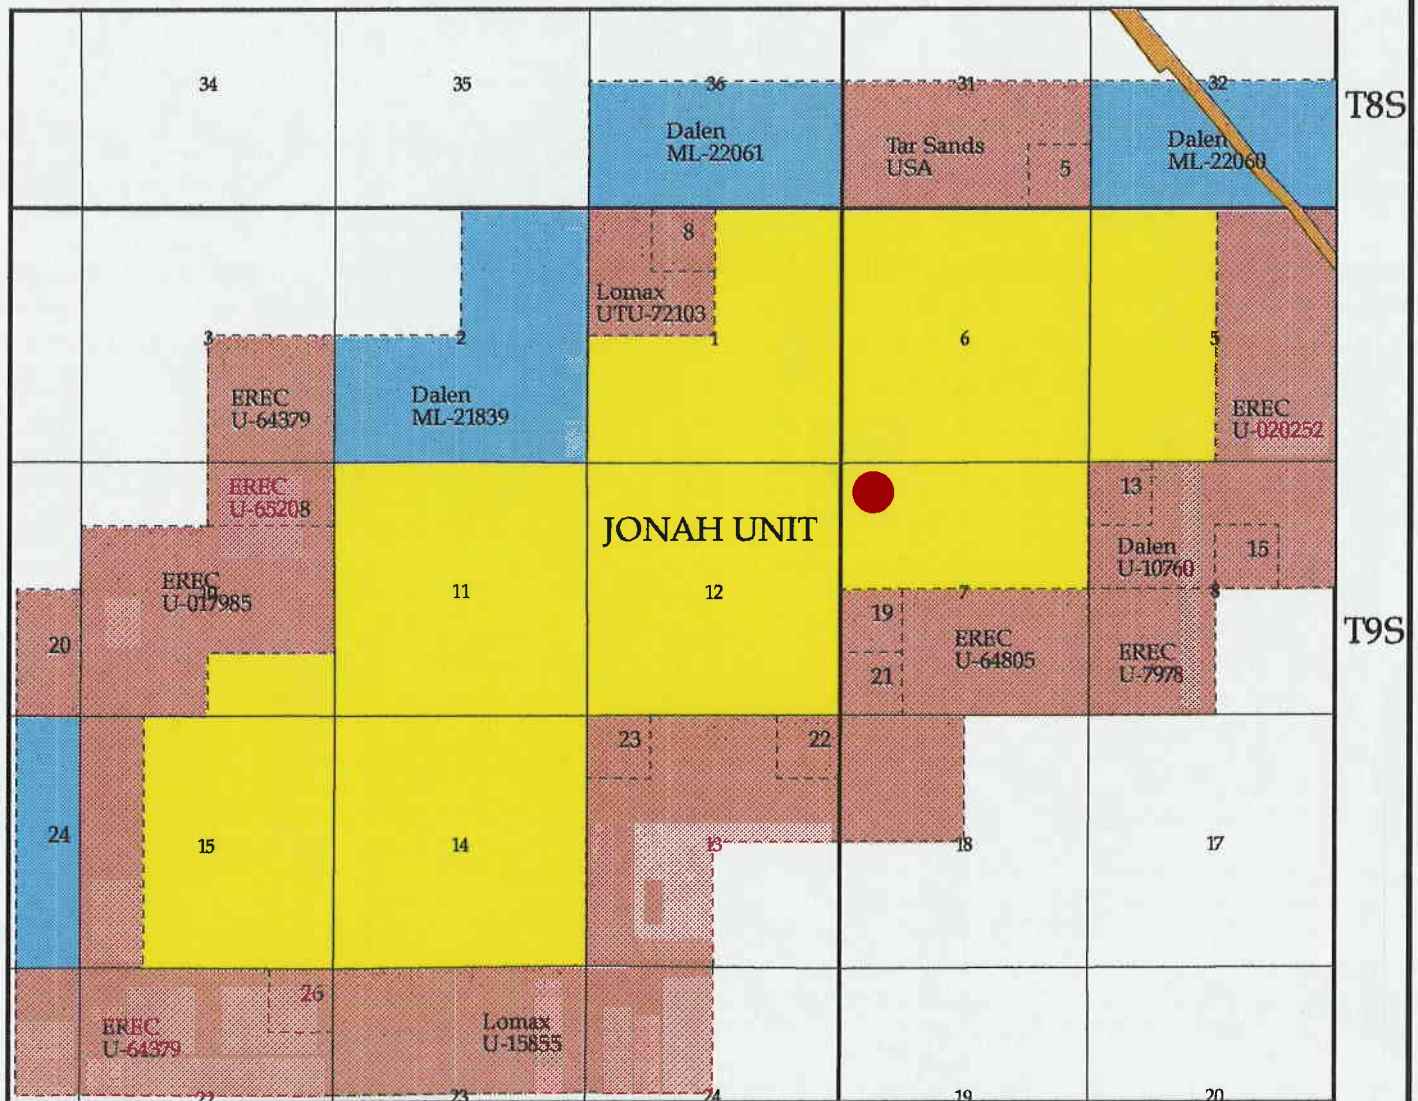 34
35
36
31
32
T8S
Dalen
ML-22061
Tar Sands
USA
5
Dalen
ML-22060
8
Lomax
UTU-72103
3
2
1
6
5
EREC
U-64379
Dalen
ML-21839
EREC
U-020252
EREC
U-65208
JONAH UNIT
13
Dalen
U-10760
15
EREC
U-017985
10
11
12
7
8
19
EREC
U-64805
EREC
U-7978
T9S
20
21
23
22
24
15
14
13
18
17
26
EREC
U-64379
Lomax
U-15855
22
23
24
19
20